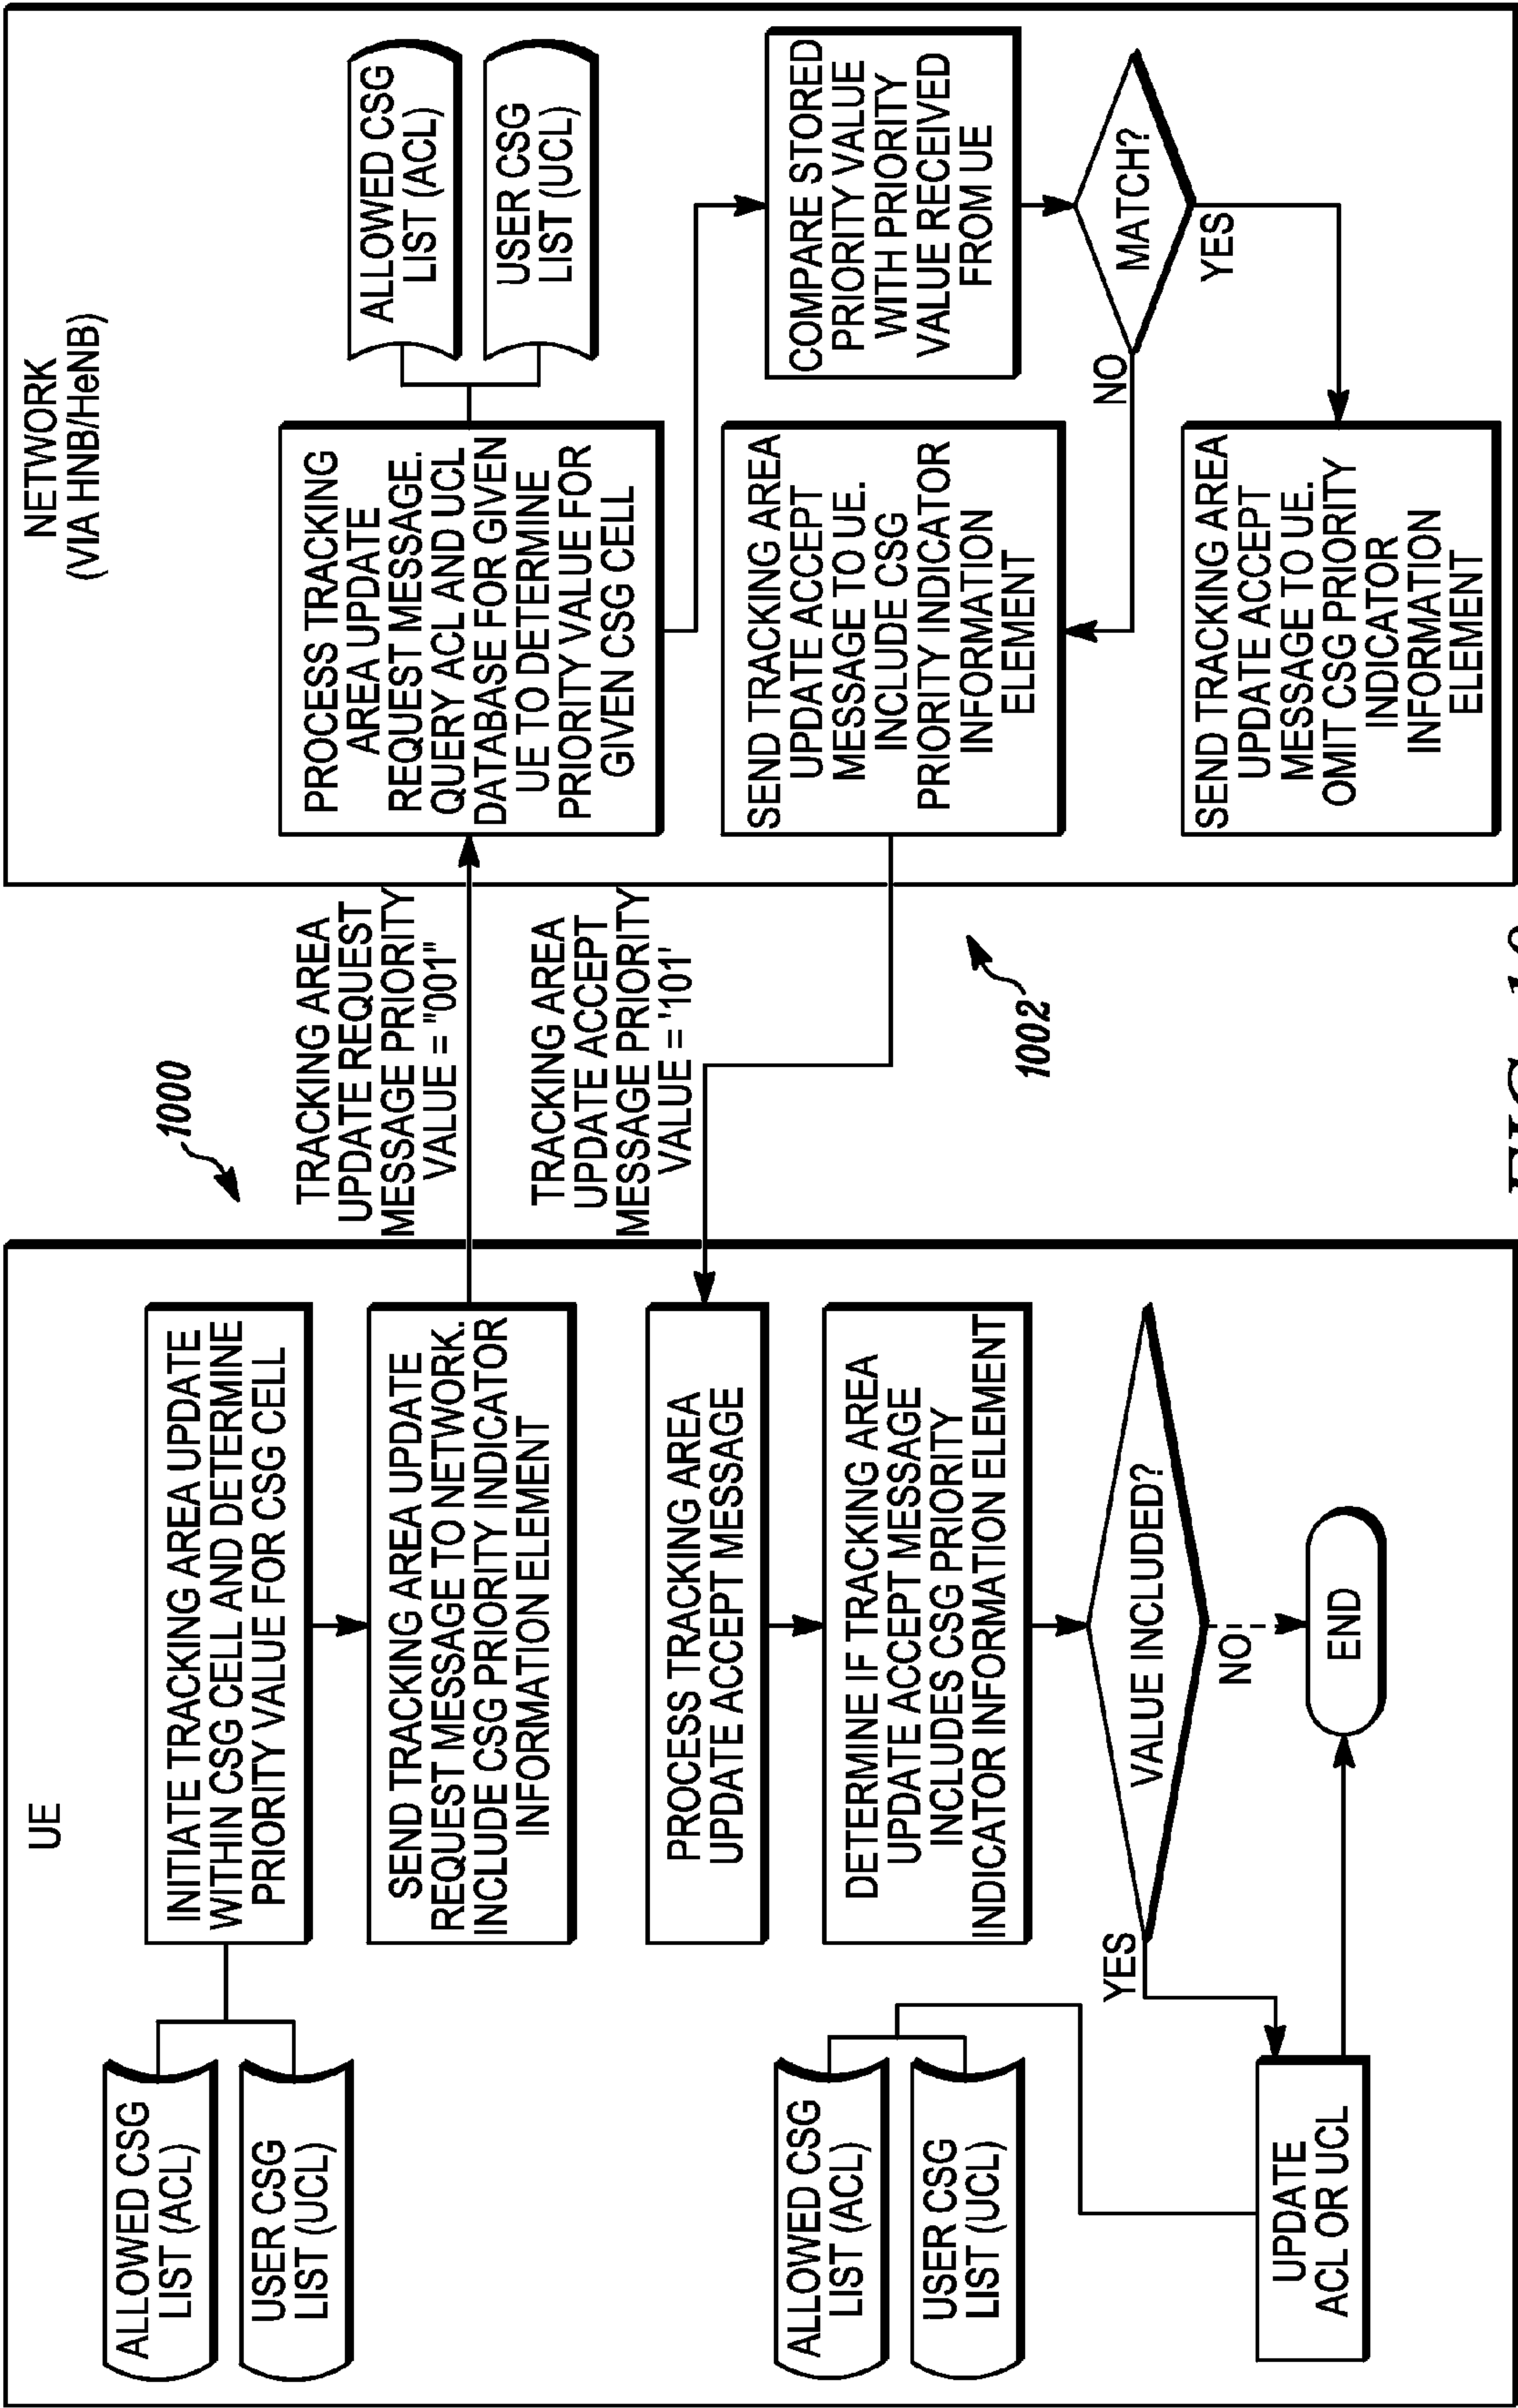 UE
ALLOWED CSG
LIST (ACL)
USER CSG
LIST (UCL)
INITIATE TRACKING AREA UPDATE
WITHIN CSG CELL AND DETERMINE
PRIORITY VALUE FOR CSG CELL
SEND TRACKING AREA UPDATE
REQUEST MESSAGE TO NETWORK.
INCLUDE CSG PRIORITY INDICATOR
INFORMATION ELEMENT
PROCESS TRACKING AREA
UPDATE ACCEPT MESSAGE
DETERMINE IF TRACKING AREA
UPDATE ACCEPT MESSAGE
INCLUDES CSG PRIORITY
INDICATOR INFORMATION ELEMENT
VALUE INCLUDED?
YES
NO
ALLOWED CSG
LIST (ACL)
USER CSG
LIST (UCL)
UPDATE
ACL OR UCL
END
1000
TRACKING AREA
UPDATE REQUEST
MESSAGE PRIORITY
VALUE = "001"
TRACKING AREA
UPDATE ACCEPT
MESSAGE PRIORITY
VALUE = '101'
1002
NETWORK
(VIA HNB/HeNB)
PROCESS TRACKING
AREA UPDATE
REQUEST MESSAGE.
QUERY ACL AND UCL
DATABASE FOR GIVEN
UE TO DETERMINE
PRIORITY VALUE FOR
GIVEN CSG CELL
ALLOWED CSG
LIST (ACL)
USER CSG
LIST (UCL)
COMPARE STORED
PRIORITY VALUE
WITH PRIORITY
VALUE RECEIVED
FROM UE
MATCH?
NO
YES
SEND TRACKING AREA
UPDATE ACCEPT
MESSAGE TO UE.
INCLUDE CSG
PRIORITY INDICATOR
INFORMATION
ELEMENT
SEND TRACKING AREA
UPDATE ACCEPT
MESSAGE TO UE.
OMIT CSG PRIORITY
INDICATOR
INFORMATION
ELEMENT